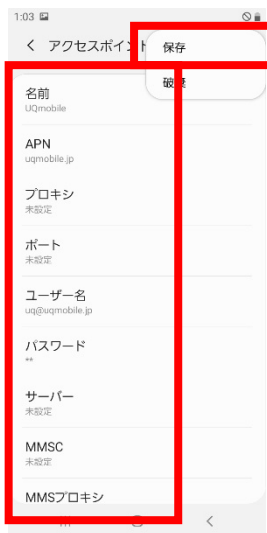 1:03
アクセスポイント
保存
破棄
名前
UQmobile
APN
uqmobile.jp
プロキシ
未設定
ポート
未設定
ユーザー名
uq@uqmobile.jp
パスワード
**
サーバー
未設定
MMSC
未設定
MMSプロキシ